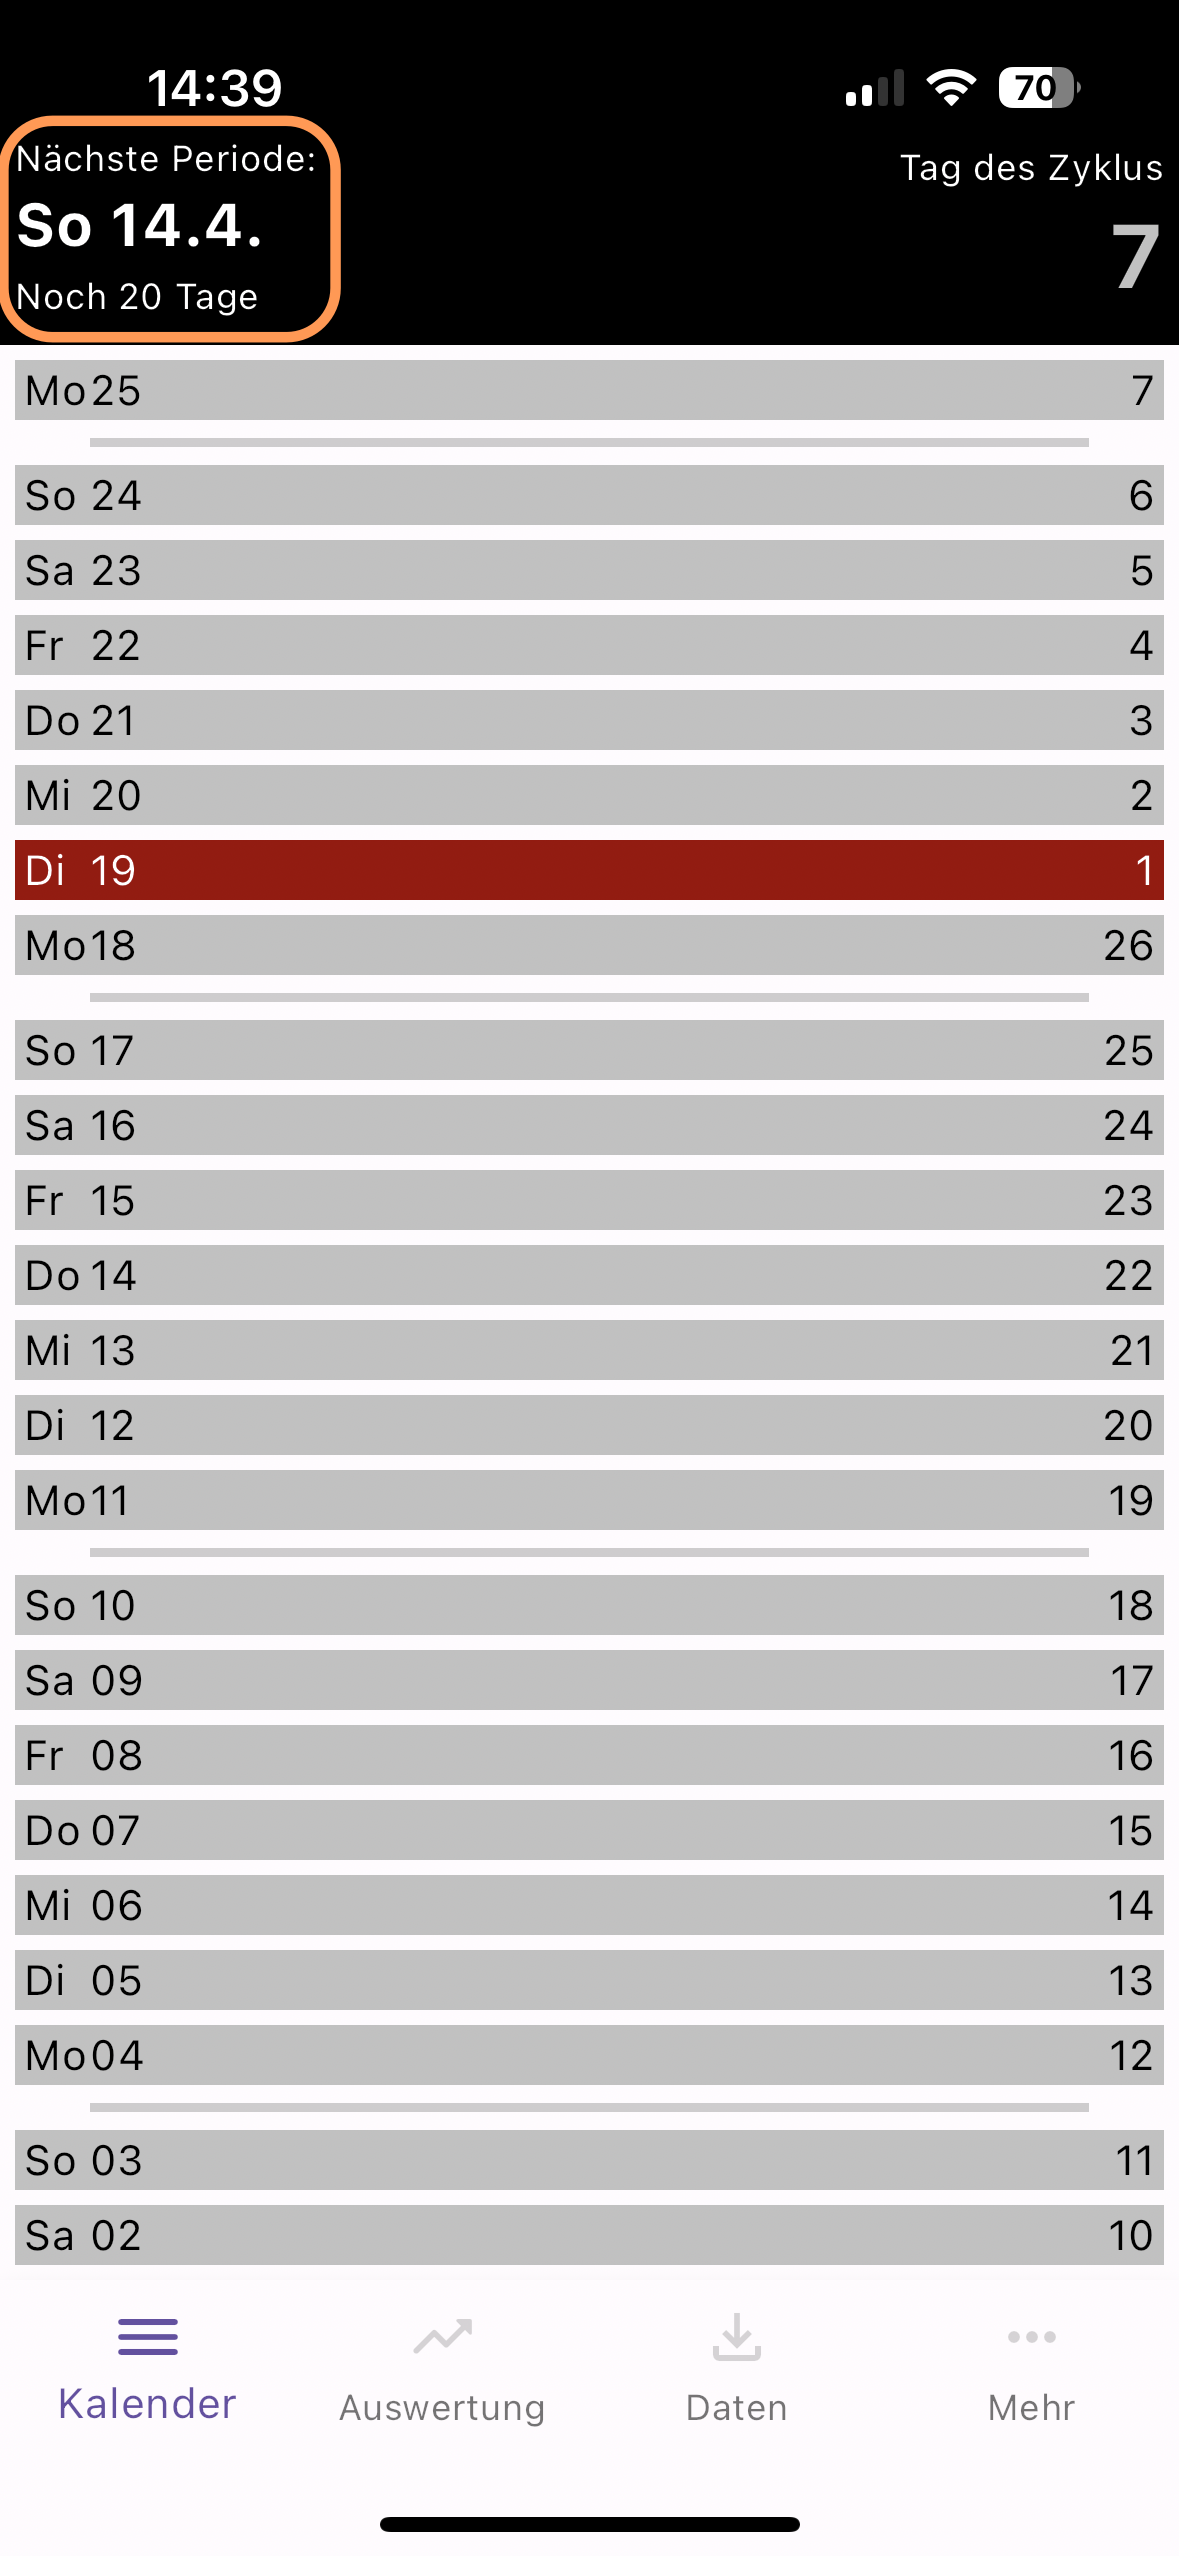 14:39
70
Nächste Periode:
So 14.4.
Noch 20 Tage
Tag des Zyklus
7
Mo 25 7
So 24 6
Sa 23 5
Fr 22 4
Do 21 3
Mi 20 2
Di 19 1
Mo 18 26
So 17 25
Sa 16 24
Fr 15 23
Do 14 22
Mi 13 21
Di 12 20
Mo 11 19
So 10 18
Sa 09 17
Fr 08 16
Do 07 15
Mi 06 14
Di 05 13
Mo 04 12
So 03 11
Sa 02 10
Kalender Auswertung Daten Mehr